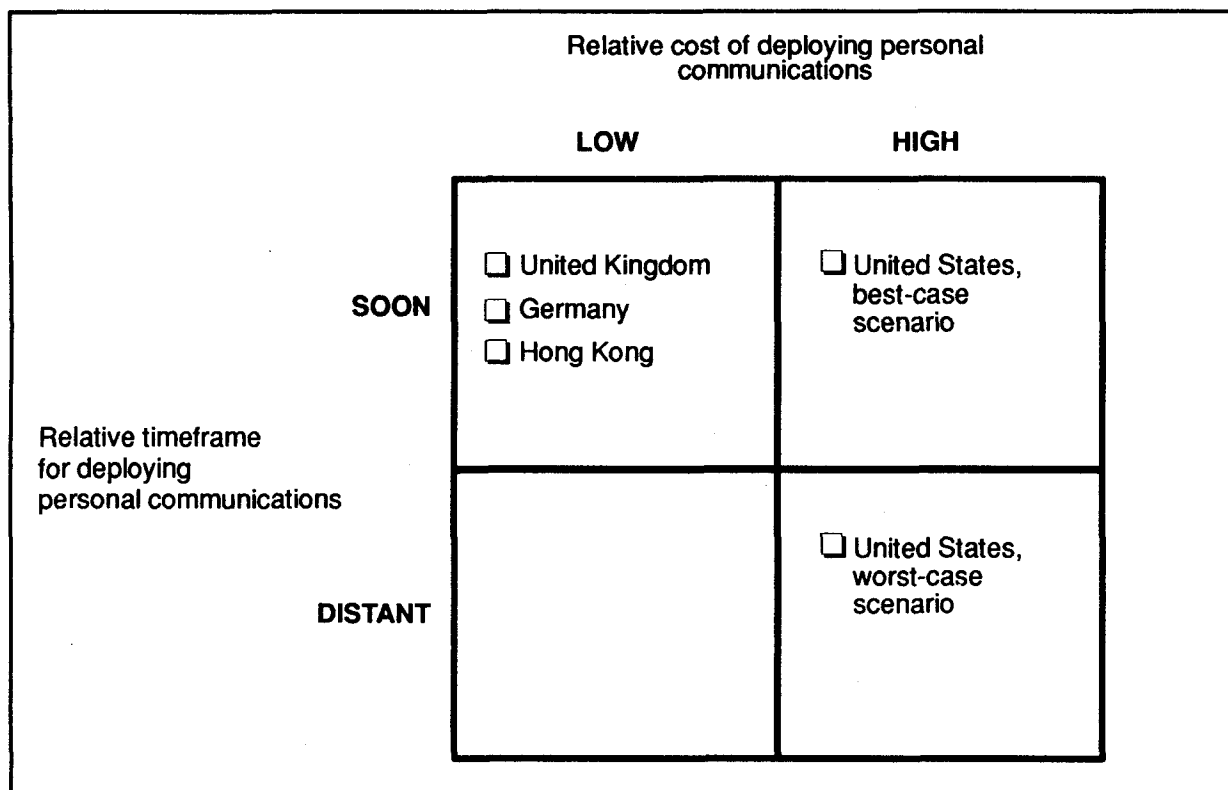 Relative cost of deploying personal
communications
LOW
HIGH
SOON
United Kingdom
Germany
Hong Kong
United States,
best-case
scenario
Relative timeframe
for deploying
personal communications
DISTANT
United States,
worst-case
scenario